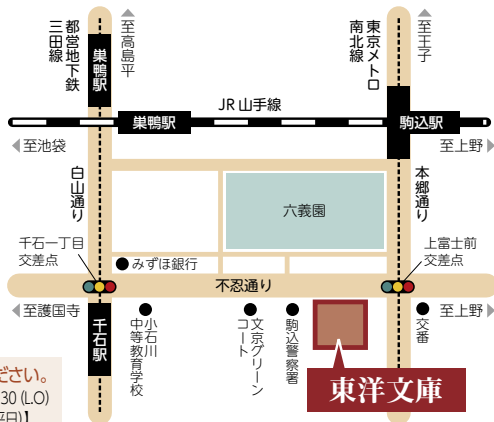 至高島平
都営地下鉄
三田線
巣鴨駅
東京メトロ
南北線
至王子
JR 山手線
巣鴨駅
駒込駅
至池袋
至上野
白山通り
本郷通り
六義園
千石一丁目
交差点
上富士前
交差点
みずほ銀行
不忍通り
至護国寺
千石駅
小石川
中等教育学校
文京グリーン
コート
駒込警察署
交番
至上野
東洋文庫
ださい。
30 (L.O)
平日)】